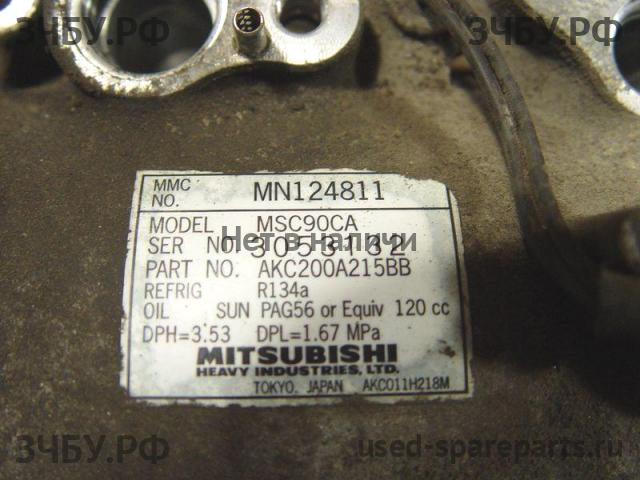 ЗЧБУ.РФ ЗЧБУ.РФ
MMC NO. MN124811
MODEL MSC90CA
Нет в наличии
SER NO.
PART NO. AKC200A215BB
REFRIG R134a
OIL SUN PAG56 or Equiv 120 cc
DPH=3.53 DPL=1.67 MPa
MITSUBISHI
HEAVY INDUSTRIES, LTD.
TOKYO, JAPAN AKC011H218M
ЗЧБУ.РФ used-spareparts.ru